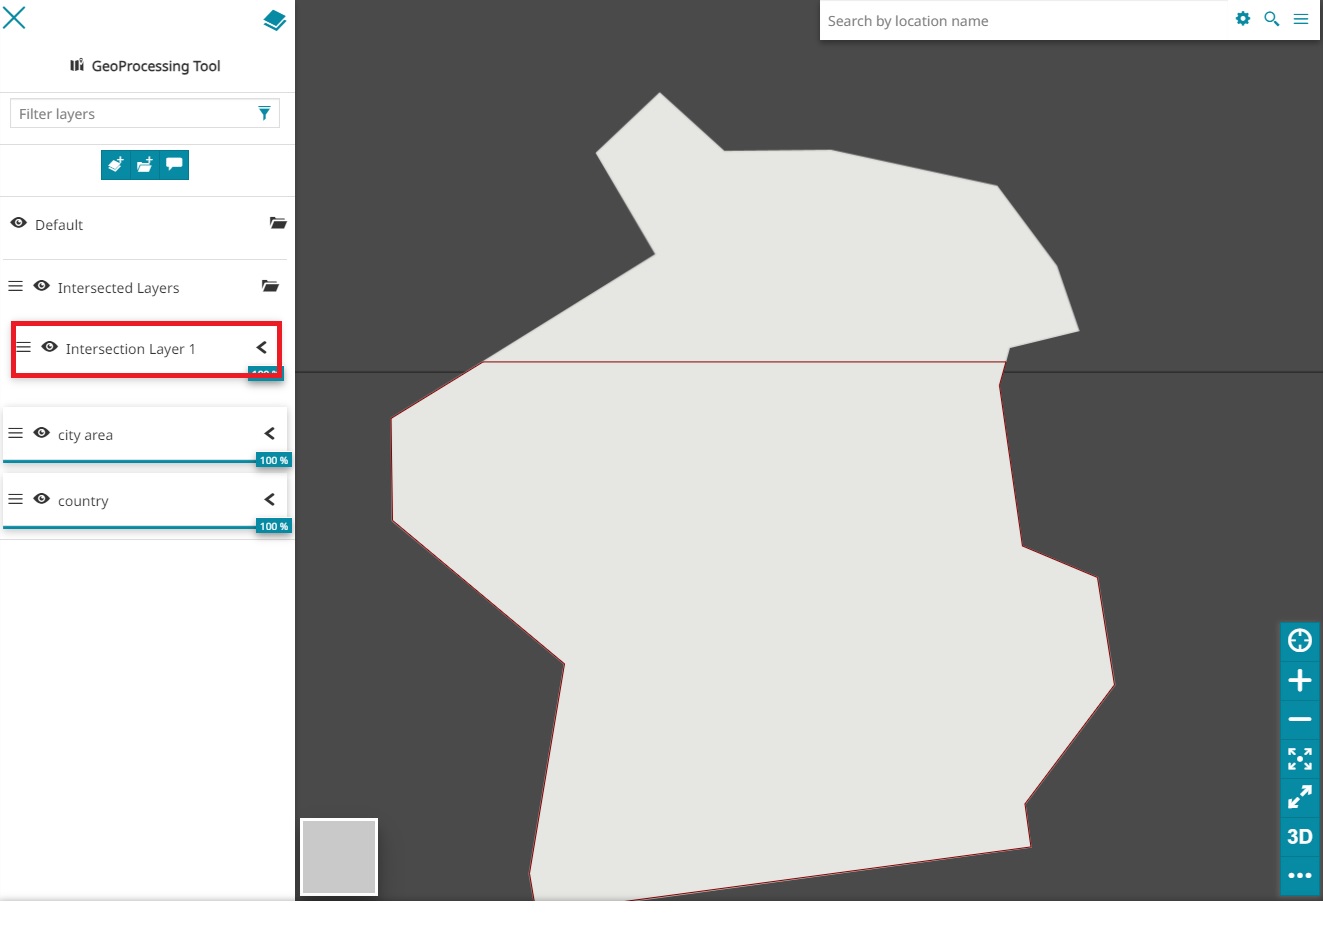 Search by location name
GeoProcessing Tool
Filter layers
Default
Intersected Layers
Intersection Layer 1
city area
100 %
country
100 %
3D